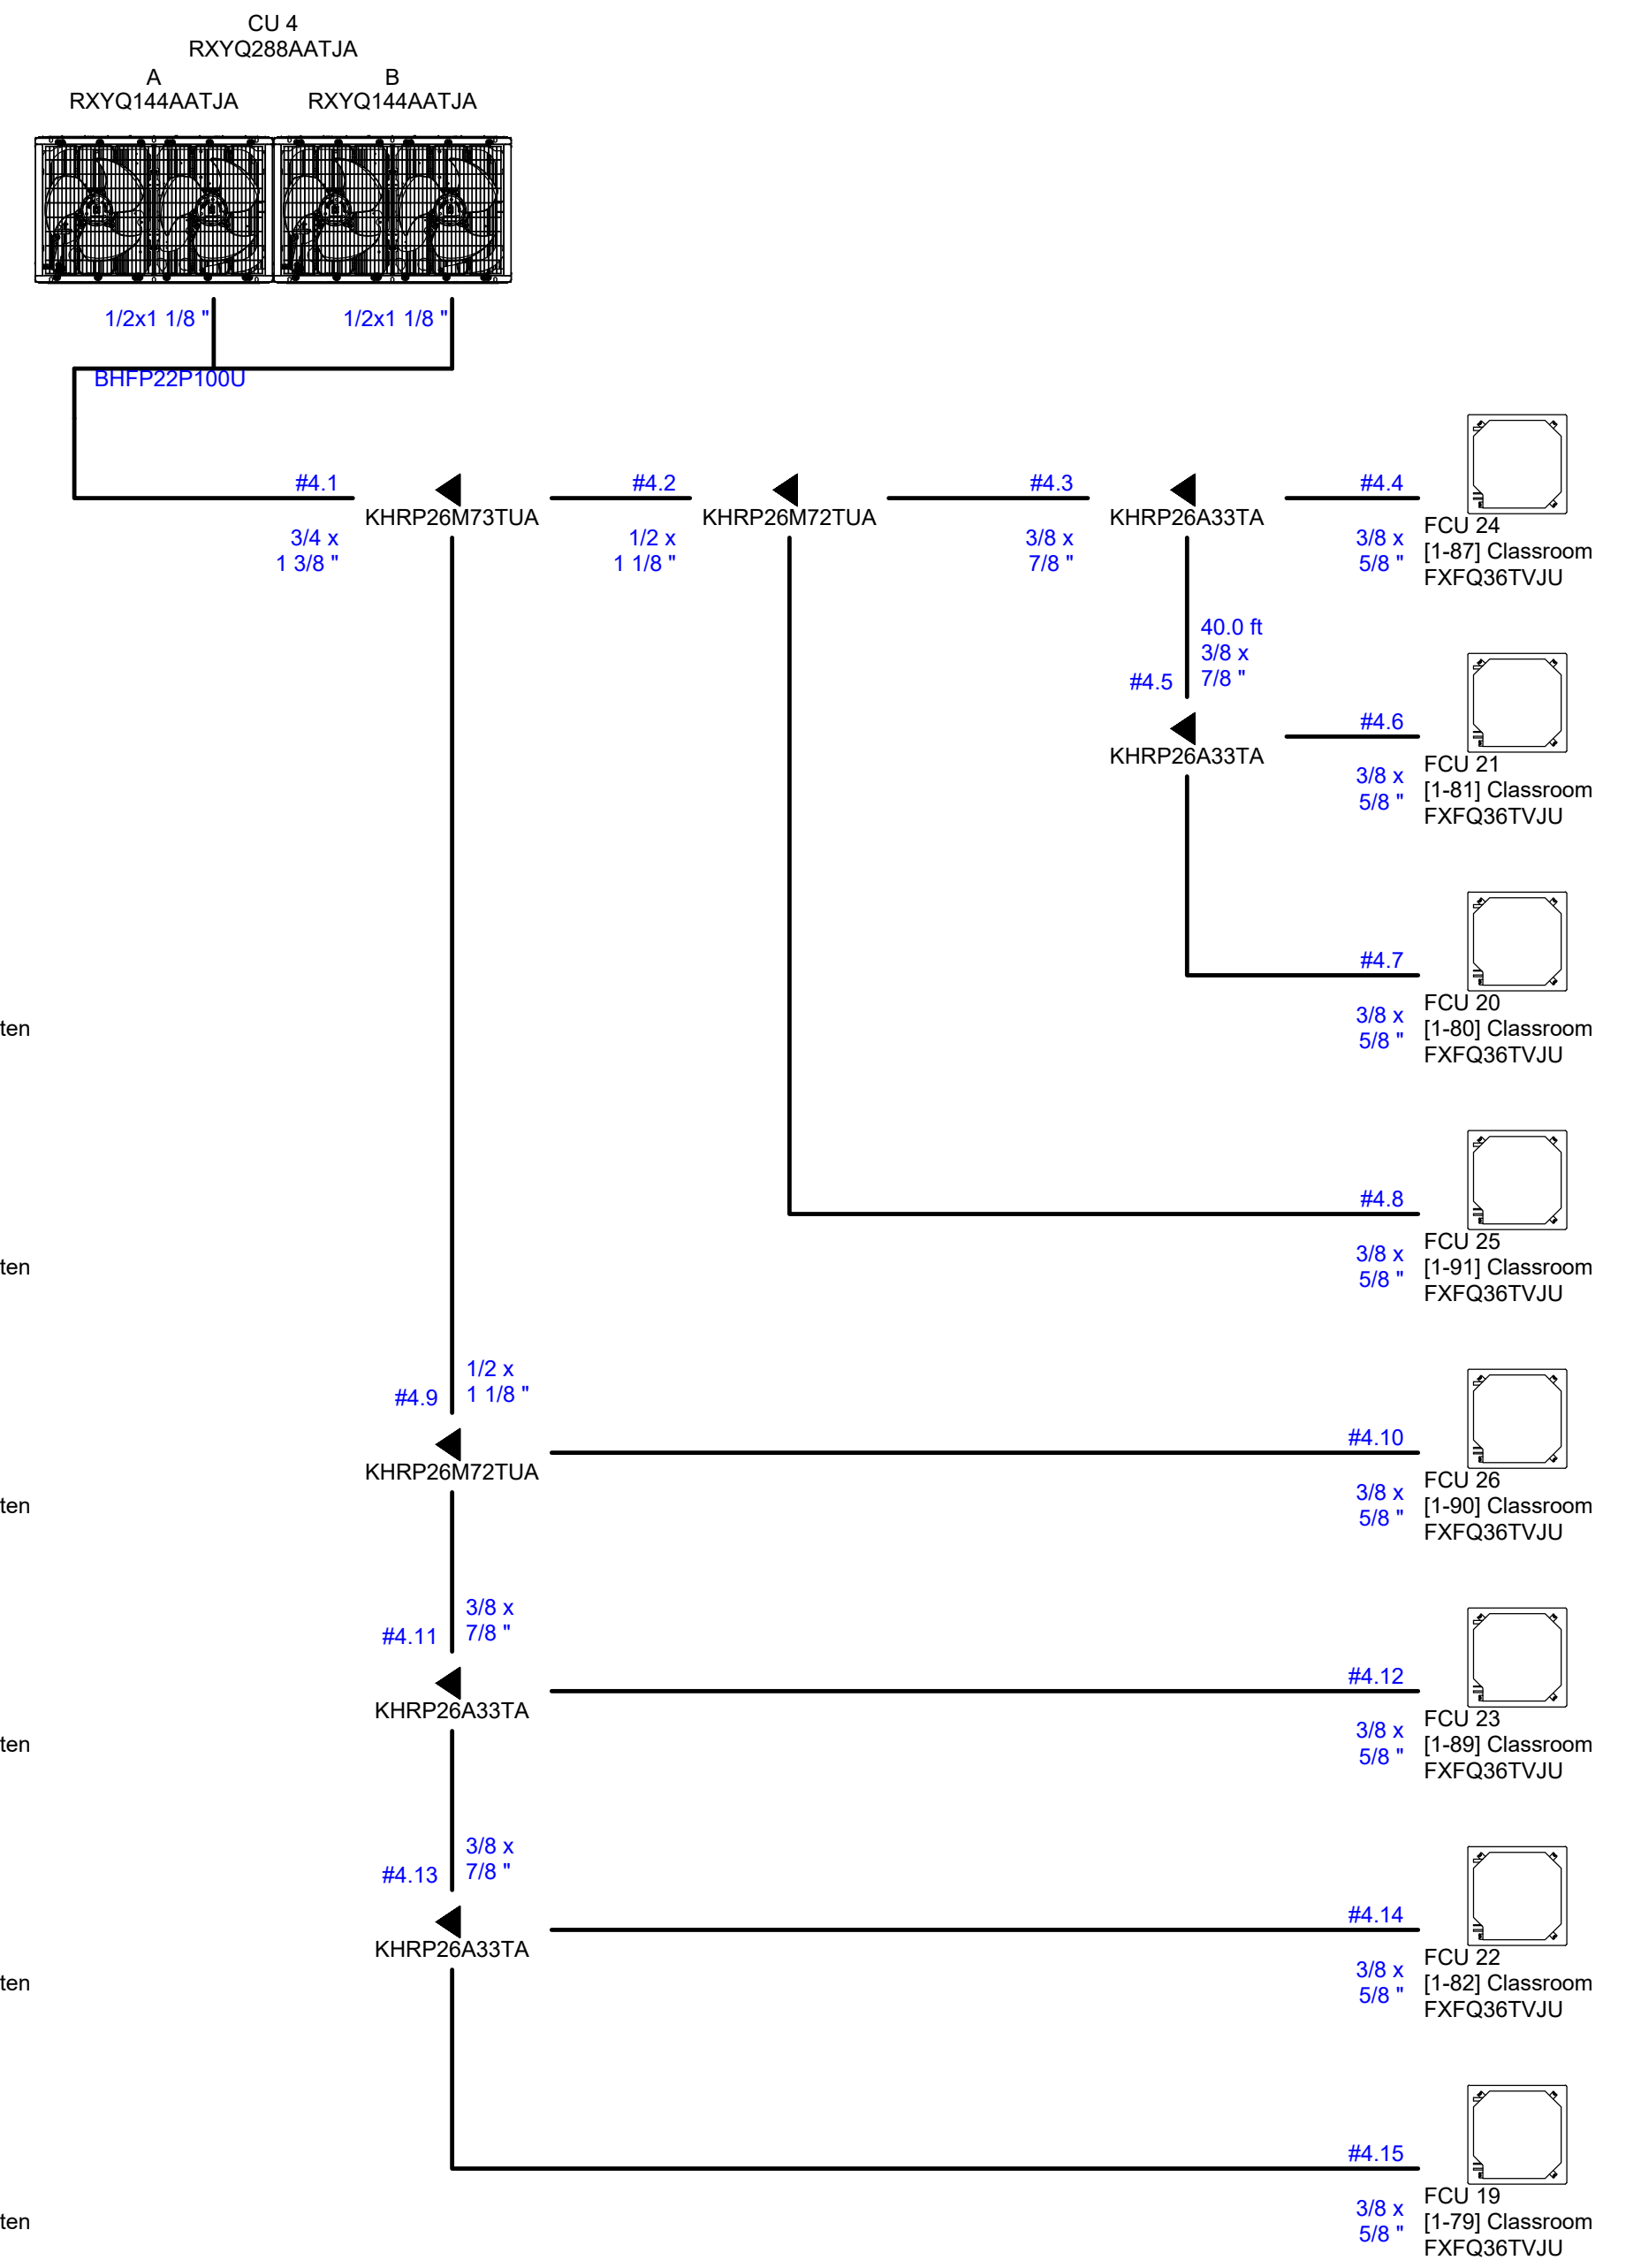 CU 4
RXYQ288AATJA
A
RXYQ144AATJA
B
RXYQ144AATJA
1/2x1 1/8 "
1/2x1 1/8 "
BHFP22P100U
#4.1
3/4 x
1 3/8 "
KHRP26M73TUA
#4.2
1/2 x
1 1/8 "
KHRP26M72TUA
#4.3
3/8 x
7/8 "
KHRP26A33TA
#4.4
3/8 x
5/8 "
FCU 24
[1-87] Classroom
FXFQ36TVJU
40.0 ft
3/8 x
7/8 "
#4.5
KHRP26A33TA
#4.6
3/8 x
5/8 "
FCU 21
[1-81] Classroom
FXFQ36TVJU
#4.7
3/8 x
5/8 "
FCU 20
[1-80] Classroom
FXFQ36TVJU
ten
#4.8
3/8 x
5/8 "
FCU 25
[1-91] Classroom
FXFQ36TVJU
ten
1/2 x
1 1/8 "
#4.9
KHRP26M72TUA
#4.10
3/8 x
5/8 "
FCU 26
[1-90] Classroom
FXFQ36TVJU
ten
3/8 x
7/8 "
#4.11
KHRP26A33TA
#4.12
3/8 x
5/8 "
FCU 23
[1-89] Classroom
FXFQ36TVJU
ten
3/8 x
7/8 "
#4.13
KHRP26A33TA
#4.14
3/8 x
5/8 "
FCU 22
[1-82] Classroom
FXFQ36TVJU
ten
#4.15
3/8 x
5/8 "
FCU 19
[1-79] Classroom
FXFQ36TVJU
ten